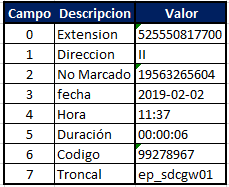 Campo Descripcion Valor
0 Extension 525550817700
1 Direccion II
2 No Marcado 19563265604
3 fecha 2019-02-02
4 Hora 11:37
5 Duración 00:00:06
6 Codigo 99278967
7 Troncal ep_sdcgw01